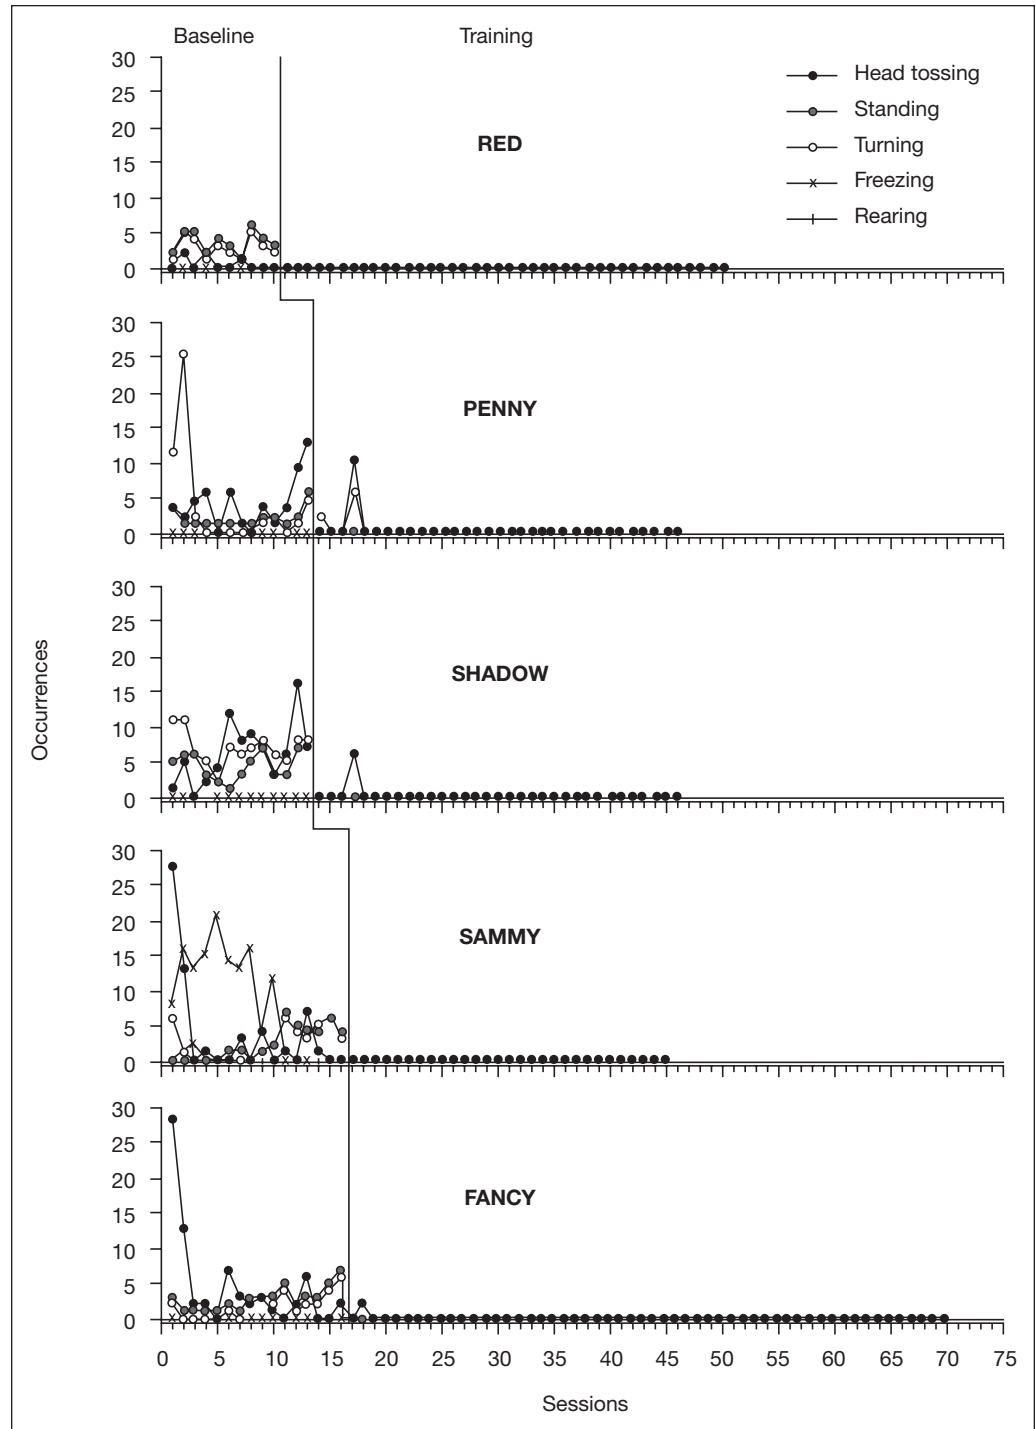 Baseline Training
30
25
20
15
10
5
0
RED
Head tossing
Standing
Turning
Freezing
Rearing
30
25
20
15
10
5
0
PENNY
30
25
20
15
10
5
0
SHADOW
Occurrences
30
25
20
15
10
5
0
SAMMY
30
25
20
15
10
5
0
FANCY
0 5 10 15 20 25 30 35 40 45 50 55 60 65 70 75
Sessions